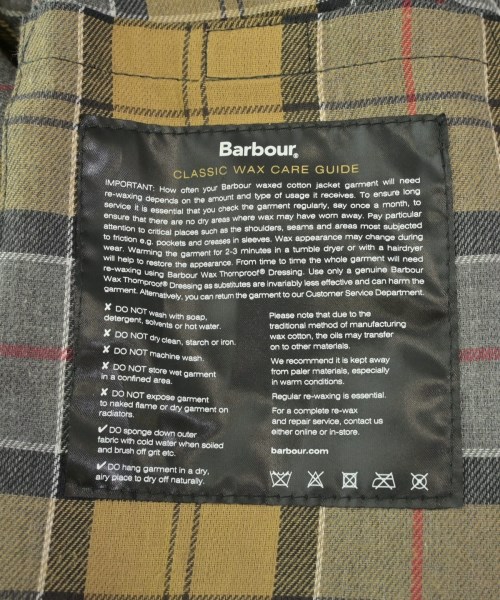 Barbour®
CLASSIC WAX CARE GUIDE
IMPORTANT: How often your Barbour waxed cotton jacket garment will need
re-waxing depends on the amount and type of usage it receives. To ensure long
service it is essential that you check the garment regularly, say once a month, to
ensure that there are no dry areas where wax may have worn away. Pay particular
attention to critical places such as the shoulders, seams and areas most subjected
to friction e.g. pockets and creases in sleeves. Wax appearance may change during
wear. Warming the garment for 2-3 minutes in a tumble dryer or with a hairdryer
will help to restore the appearance. From time to time the whole garment will need
re-waxing using Barbour Wax Thornproof® Dressing. Use only a genuine Barbour
Wax Thornproof® Dressing as substitutes are invariably less effective and can harm the
garment. Alternatively, you can return the garment to our Customer Service Department.
✘ DO NOT wash with soap,
detergent, solvents or hot water.
✘ DO NOT dry clean, starch or iron.
✘ DO NOT machine wash.
✘ DO NOT store wet garment
in a confined area.
✘ DO NOT expose garment
to naked flame or dry garment on
radiators.
✓ DO sponge down outer
fabric with cold water when soiled
and brush off grit etc.
✓ DO hang garment in a dry,
airy place to dry off naturally.
Please note that due to the
traditional method of manufacturing
wax cotton, the oils may transfer
on to other materials.
We recommend it is kept away
from paler materials, especially
in warm conditions.
Regular re-waxing is essential.
For a complete re-wax
and repair service, contact us
either online or in-store.
barbour.com